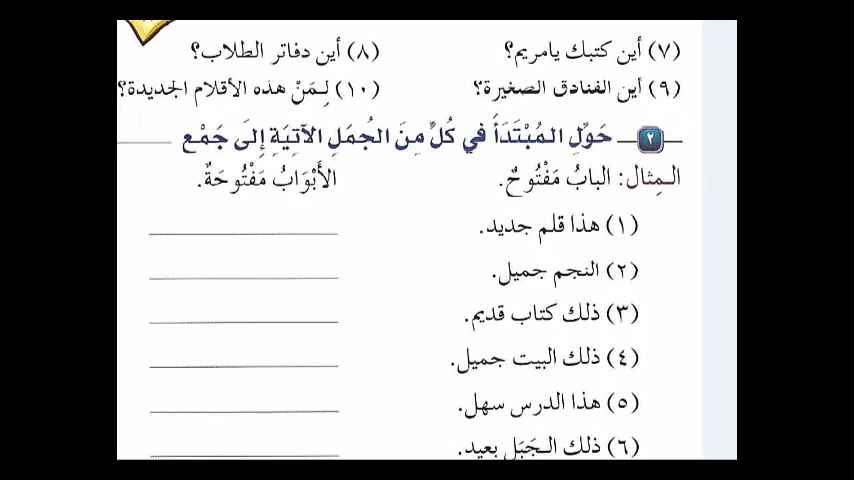 (٧) أين كتبك يامريم؟ (٨) أين دفاتر الطلاب؟
(٩) أين الفنادق الصغيرة؟ (١٠) لِمَنْ هذه الأقلام الجديدة؟
٢ حَوِّلِ المُبْتَدَأَ في كُلٍّ مِنَ الجُمَلِ الآتِيَةِ إلَى جَمْعٍ
المِثال: البابُ مَفْتُوحٌ. الأَبْوَابُ مَفْتُوحَةٌ.
(١) هذا قلم جديد.
(٢) النجم جميل.
(٣) ذلك كتاب قديم.
(٤) ذلك البيت جميل.
(٥) هذا الدرس سهل.
(٦) ذلك الجَبَل بعيد.